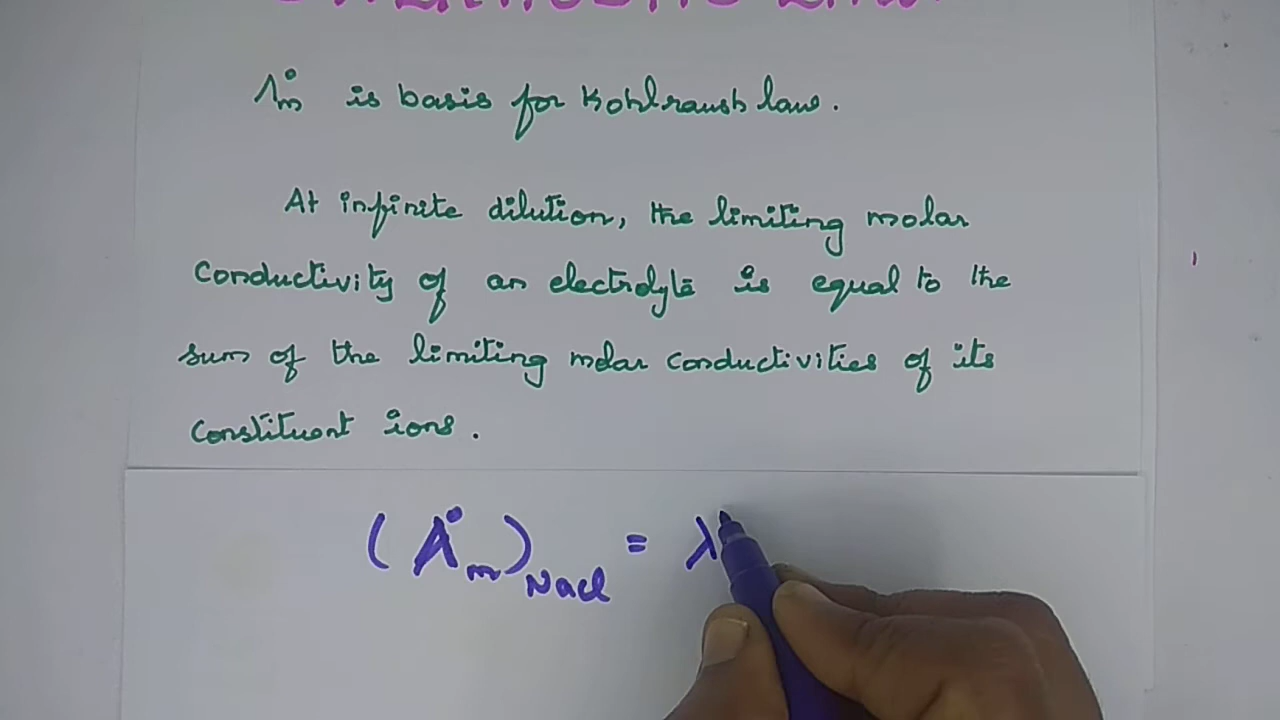 Λ°m is basis for Kohlraush law.
At infinite dilution, the limiting molar
conductivity of an electrolyte is equal to the
sum of the limiting molar conductivities of its
constituent ions.
(Λ°m)NaCl = λ